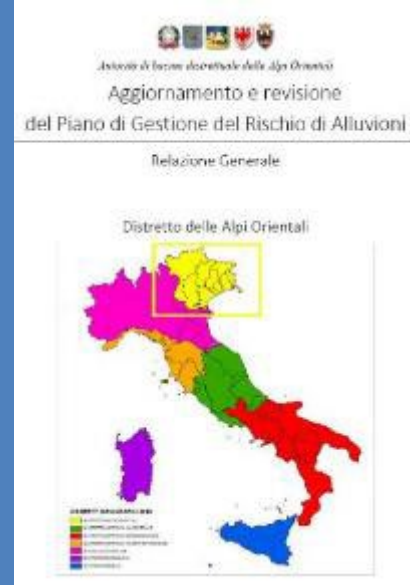 Autorità di bacino distrettuale delle Alpi Orientali
Aggiornamento e revisione
del Piano di Gestione del Rischio di Alluvioni
Relazione Generale
Distretto delle Alpi Orientali